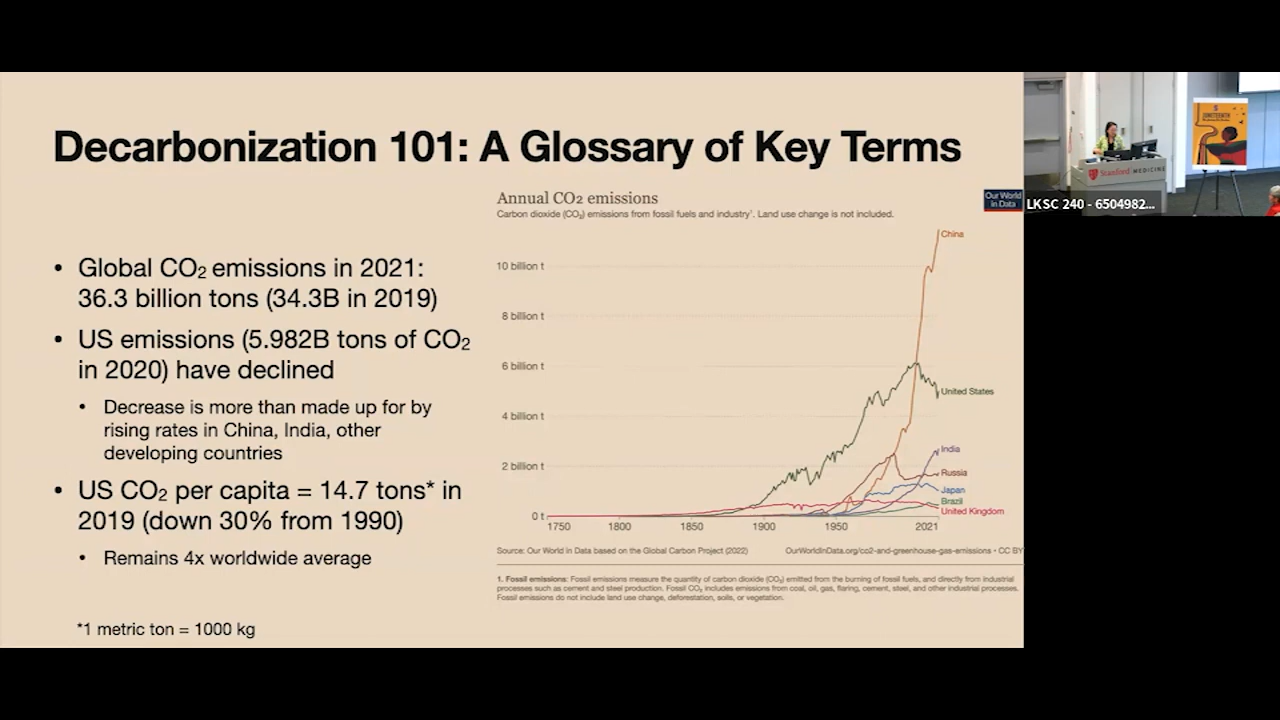 Decarbonization 101: A Glossary of Key Terms
• Global CO₂ emissions in 2021:
36.3 billion tons (34.3B in 2019)
• US emissions (5.982B tons of CO₂
in 2020) have declined
• Decrease is more than made up for by
rising rates in China, India, other
developing countries
• US CO₂ per capita = 14.7 tons* in
2019 (down 30% from 1990)
• Remains 4x worldwide average
*1 metric ton = 1000 kg
Annual CO₂ emissions
Carbon dioxide (CO₂) emissions from fossil fuels and industry¹. Land use change is not included.
Our World
in Data
10 billion t
8 billion t
6 billion t
4 billion t
2 billion t
0 t
1750 1800 1850 1900 1950 2021
China
United States
India
Russia
Japan
Brazil
United Kingdom
Source: Our World in Data based on the Global Carbon Project (2022)
OurWorldInData.org/co2-and-greenhouse-gas-emissions • CC BY
1. Fossil emissions: Fossil emissions measure the quantity of carbon dioxide (CO₂) emitted from the burning of fossil fuels, and directly from industrial
processes such as cement and steel production. Fossil CO₂ includes emissions from coal, oil, gas, flaring, cement, steel, and other industrial processes.
Fossil emissions do not include land use change, deforestation, soils, or vegetation.
JUNETEENTH
Stanford MEDICINE
LKSC 240 - 6504982...